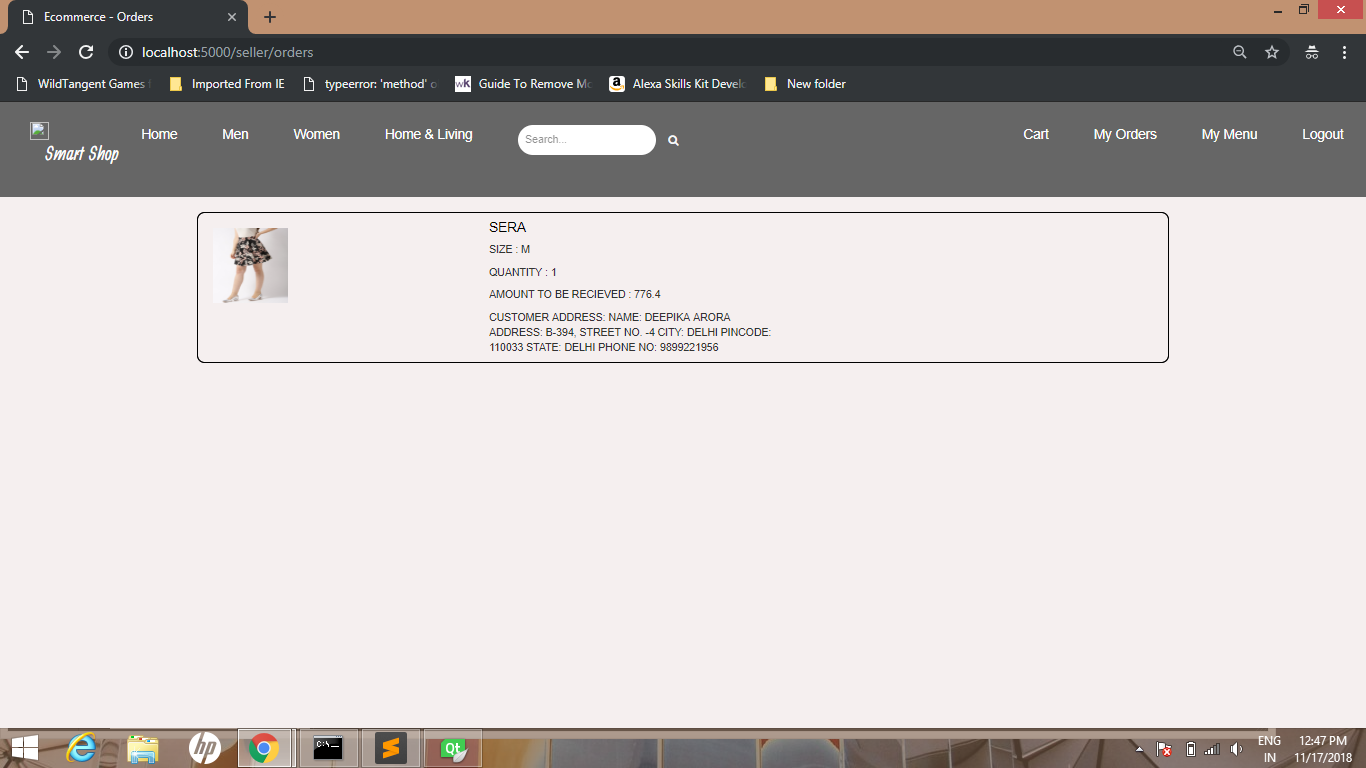 Ecommerce - Orders
localhost:5000/seller/orders
WildTangent Games
Imported From IE
typeerror: 'method' o
Guide To Remove Mo
Alexa Skills Kit Develo
New folder
Smart Shop
Home
Men
Women
Home & Living
Search...
Cart
My Orders
My Menu
Logout
SERA
SIZE : M
QUANTITY : 1
AMOUNT TO BE RECIEVED : 776.4
CUSTOMER ADDRESS: NAME: DEEPIKA ARORA
ADDRESS: B-394, STREET NO. -4 CITY: DELHI PINCODE:
110033 STATE: DELHI PHONE NO: 9899221956
hp
C:\-
Qt
ENG
IN
12:47 PM
11/17/2018